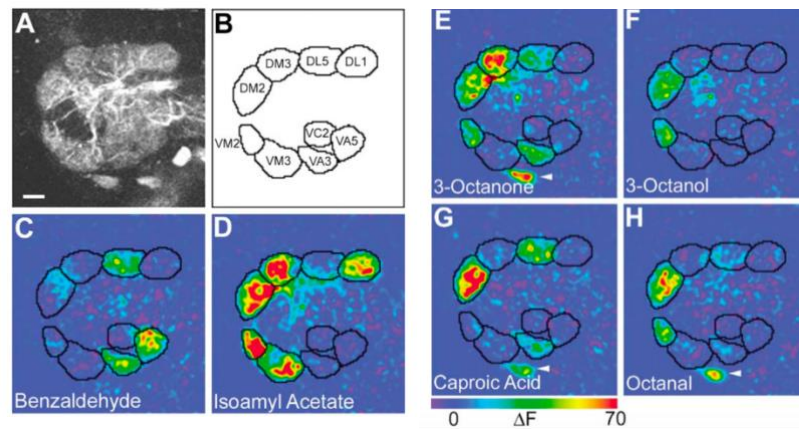 A
B
DM3
DL5
DL1
DM2
VC2
VM2
VA5
VM3
VA3
C
Benzaldehyde
D
Isoamyl Acetate
E
3-Octanone
F
3-Octanol
G
Caproic Acid
H
Octanal
0
ΔF
70